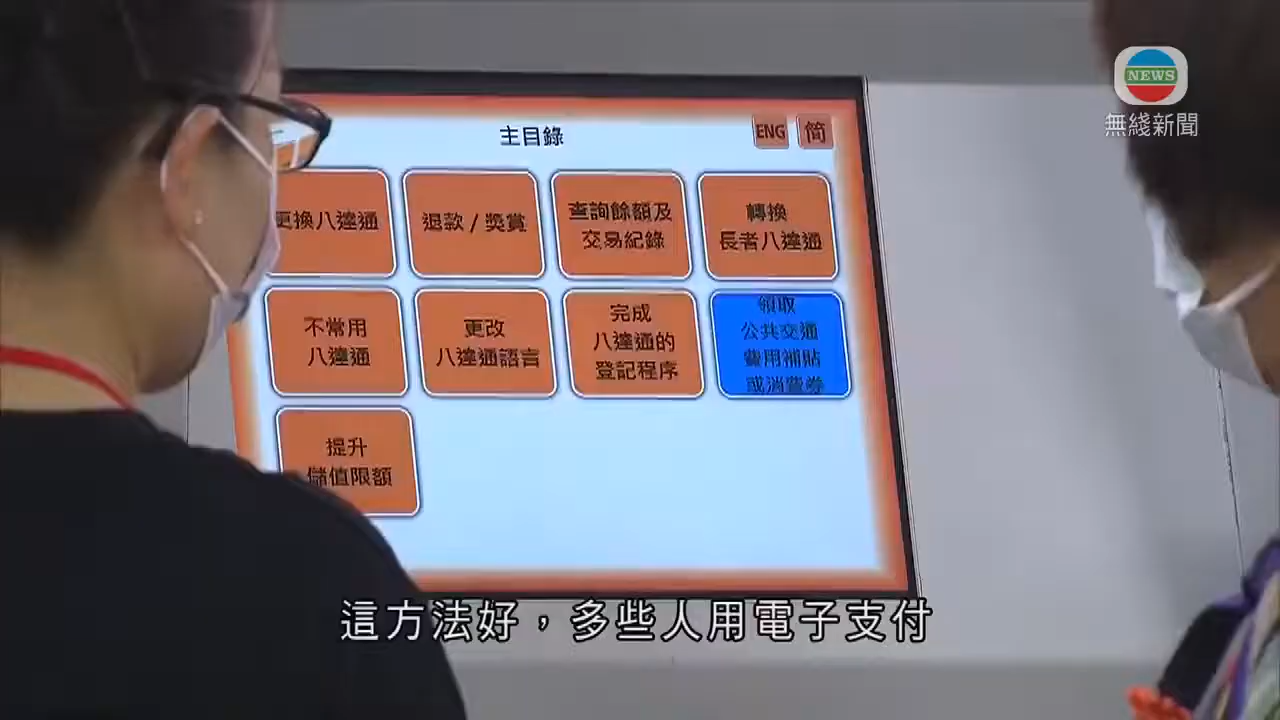 NEWS
無綫新聞
主目錄
ENG
简
更換八達通
退款 / 獎賞
查詢餘額及
交易紀錄
轉換
長者八達通
不常用
八達通
更改
八達通語言
完成
八達通的
登記程序
領取
公共交通
費用補貼
或消費券
提升
儲值限額
這方法好，多些人用電子支付